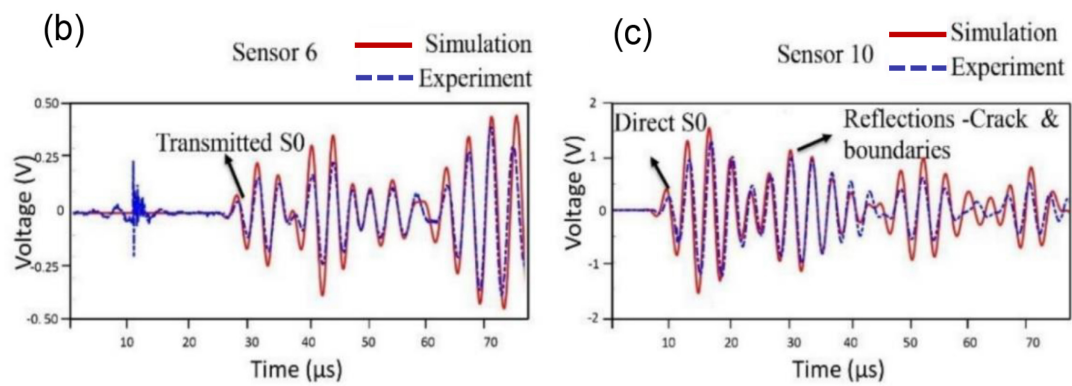 (b)
Sensor 6
Simulation
Experiment
Transmitted S0
Voltage (V)
0.50
0.25
0
-0.25
-0.50
10 20 30 40 50 60 70
Time (µs)
(c)
Sensor 10
Simulation
Experiment
Direct S0
Reflections -Crack &
boundaries
Voltage (V)
2
1
0
-1
-2
10 20 30 40 50 60 70
Time (µs)